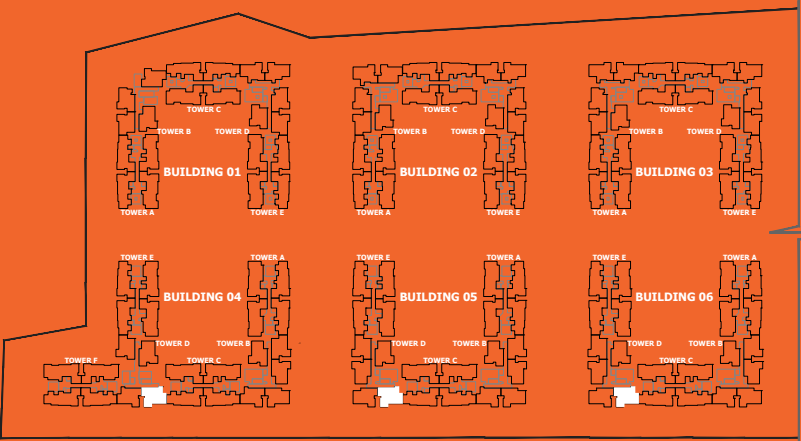 TOWER C TOWER C TOWER C
TOWER B TOWER D TOWER B TOWER D TOWER B TOWER D
BUILDING 01 BUILDING 02 BUILDING 03
TOWER A TOWER E TOWER A TOWER E TOWER A TOWER E
TOWER E TOWER A TOWER E TOWER A TOWER E TOWER A
BUILDING 04 BUILDING 05 BUILDING 06
TOWER D TOWER B TOWER D TOWER B TOWER D TOWER B
TOWER F TOWER C TOWER C TOWER C